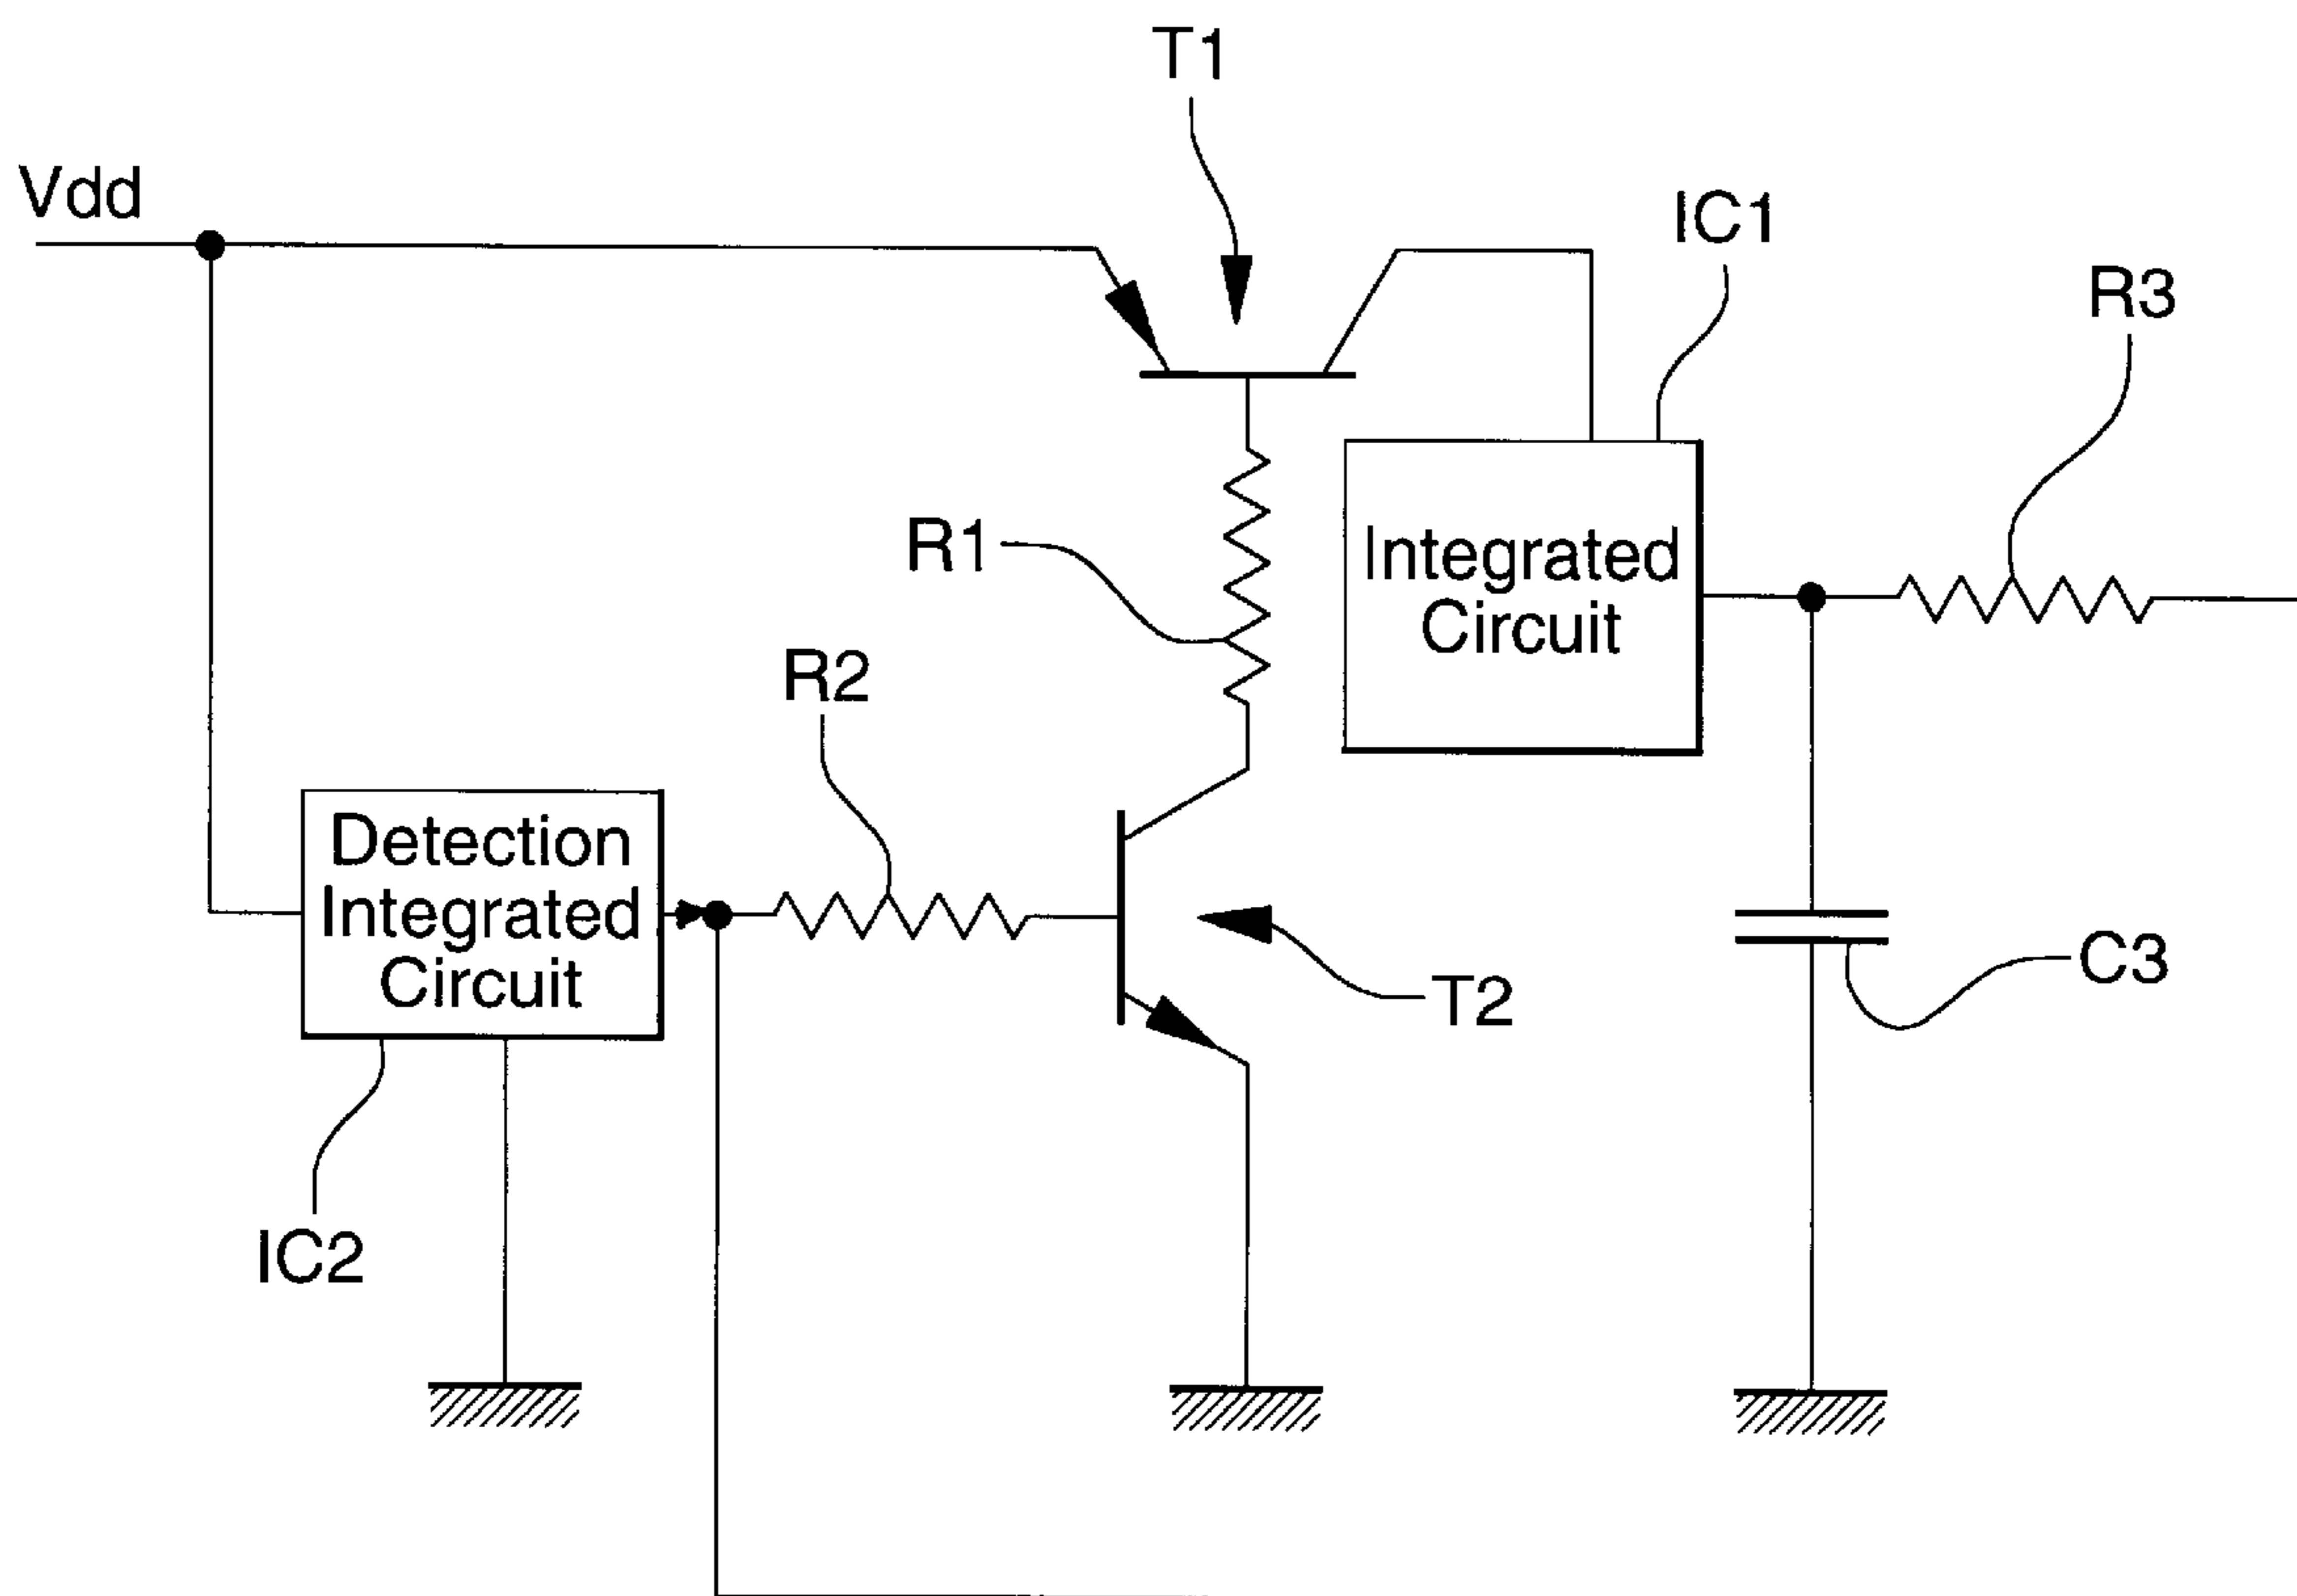 T1
Vdd
IC1
R3
R1
Integrated
Circuit
R2
Detection
Integrated
Circuit
C3
T2
IC2